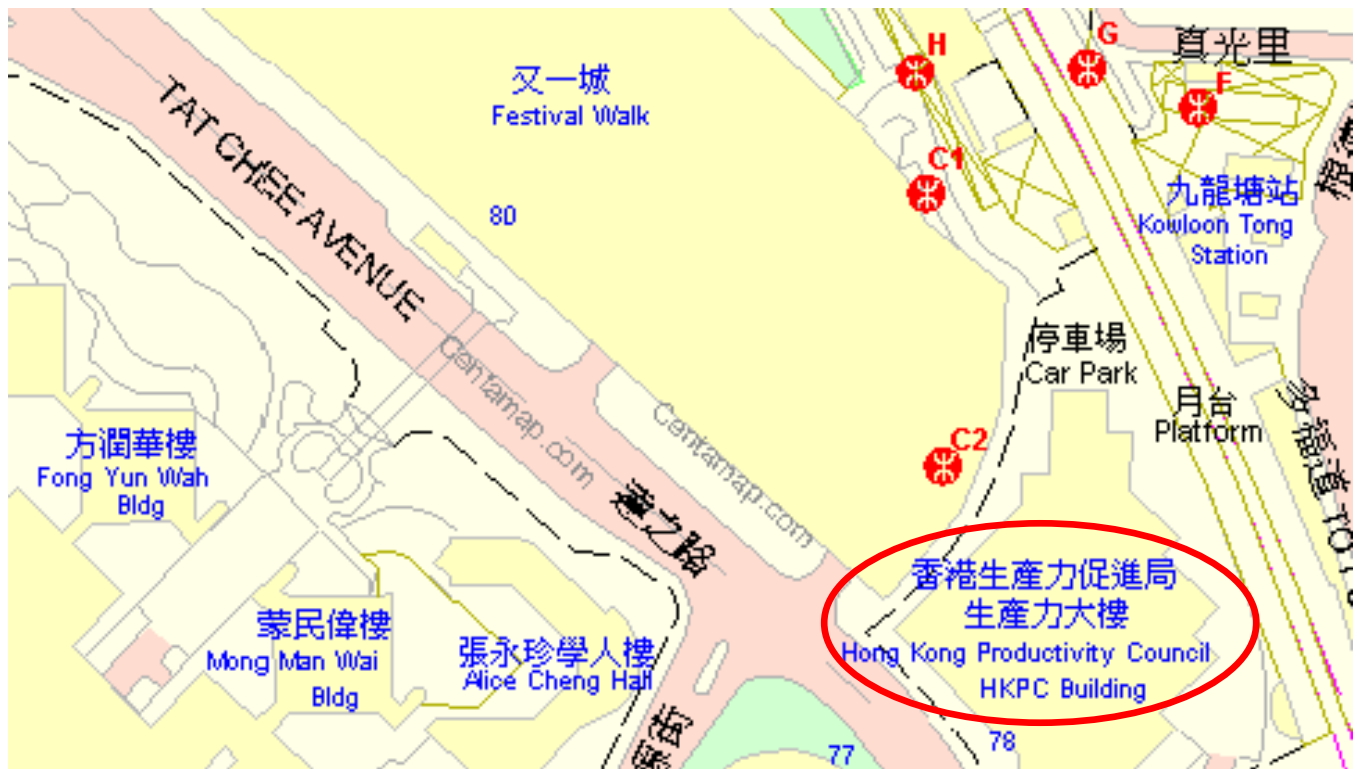 H
G
真光里
F
又一城
Festival Walk
TAT CHEE AVENUE
C1
九龍塘站
Kowloon Tong
Station
80
停車場
Car Park
Centamap.com
Centamap.com
月台
Platform
方潤華樓
Fong Yun Wah
Bldg
C2
達之路
多福道 TO
香港生產力促進局
生產力大樓
Hong Kong Productivity Council
HKPC Building
蒙民偉樓
Mong Man Wai
Bldg
張永珍學人樓
Alice Cheng Hall
78
77